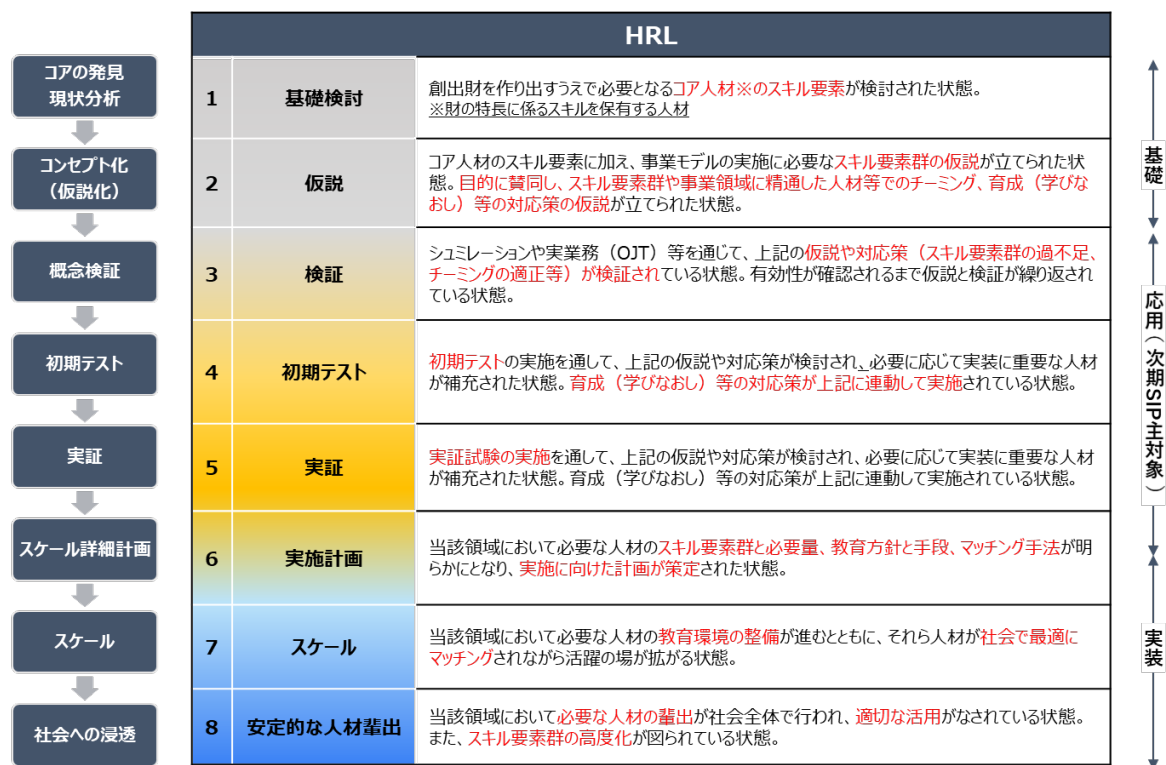 HRL
コアの発見
現状分析
1
基礎検討
創出財を作り出すうえで必要となるコア人材※のスキル要素が検討された状態。
※財の特長に係るスキルを保有する人材
コンセプト化
（仮説化）
2
仮説
コア人材のスキル要素に加え、事業モデルの実施に必要なスキル要素群の仮説が立てられた状
態。目的に賛同し、スキル要素群や事業領域に精通した人材等でのチーミング、育成（学びな
おし）等の対応策の仮説が立てられた状態。
概念検証
3
検証
シュミレーションや実業務（OJT）等を通じて、上記の仮説や対応策（スキル要素群の過不足、
チーミングの適正等）が検証されている状態。有効性が確認されるまで仮説と検証が繰り返され
ている状態。
初期テスト
4
初期テスト
初期テストの実施を通して、上記の仮説や対応策が検討され、必要に応じて実装に重要な人材
が補充された状態。育成（学びなおし）等の対応策が上記に連動して実施されている状態。
実証
5
実証
実証試験の実施を通して、上記の仮説や対応策が検討され、必要に応じて実装に重要な人材
が補充された状態。育成（学びなおし）等の対応策が上記に連動して実施されている状態。
スケール詳細計画
6
実施計画
当該領域において必要な人材のスキル要素群と必要量、教育方針と手段、マッチング手法が明
らかにとなり、実施に向けた計画が策定された状態。
スケール
7
スケール
当該領域において必要な人材の教育環境の整備が進むとともに、それら人材が社会で最適に
マッチングされながら活躍の場が拡がる状態。
社会への浸透
8
安定的な人材輩出
当該領域において必要な人材の輩出が社会全体で行われ、適切な活用がなされている状態。
また、スキル要素群の高度化が図られている状態。
基礎
応用（次期SIP主対象）
実装